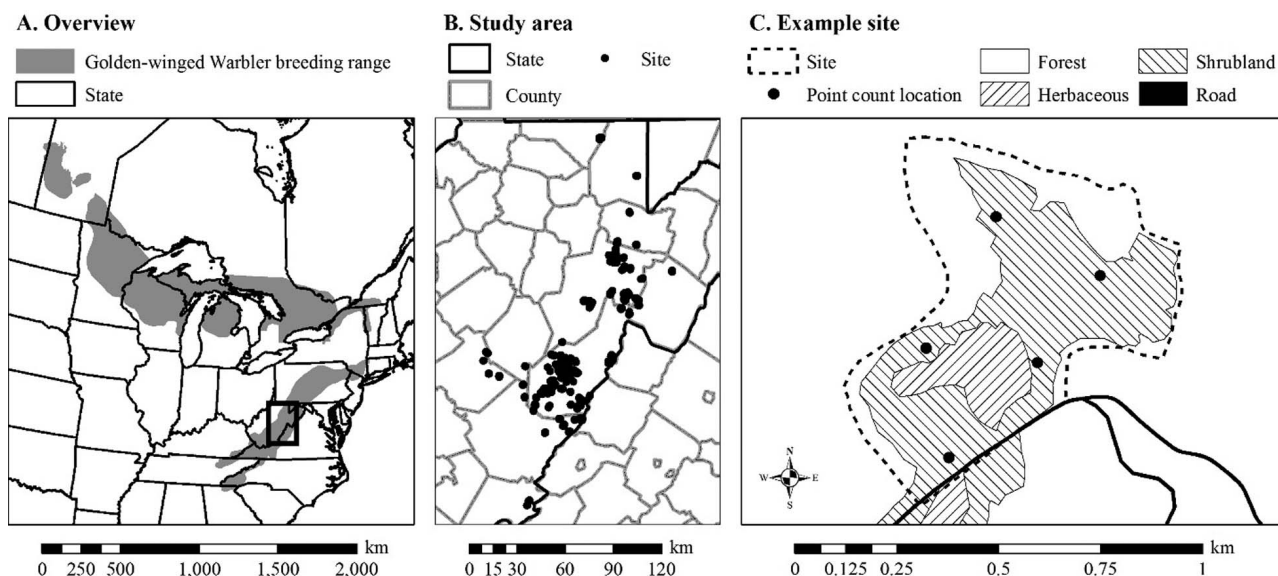 A. Overview
Golden-winged Warbler breeding range
State
km
0 250 500 1,000 1,500 2,000
B. Study area
State Site
County
km
0 15 30 60 90 120
C. Example site
Site Forest Shrubland
Point count location Herbaceous Road
N
W E
S
km
0 0.125 0.25 0.5 0.75 1